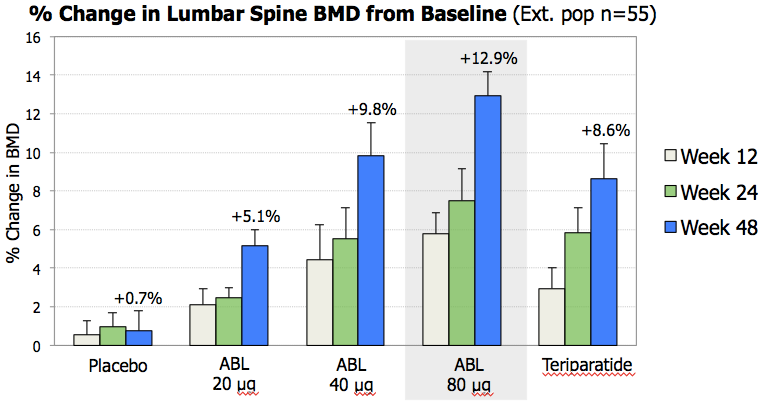 % Change in Lumbar Spine BMD from Baseline (Ext. pop n=55)
% Change in BMD
16
14
12
10
8
6
4
2
0
+0.7%
+5.1%
+9.8%
+12.9%
+8.6%
Placebo
ABL
20 µg
ABL
40 µg
ABL
80 µg
Teriparatide
Week 12
Week 24
Week 48